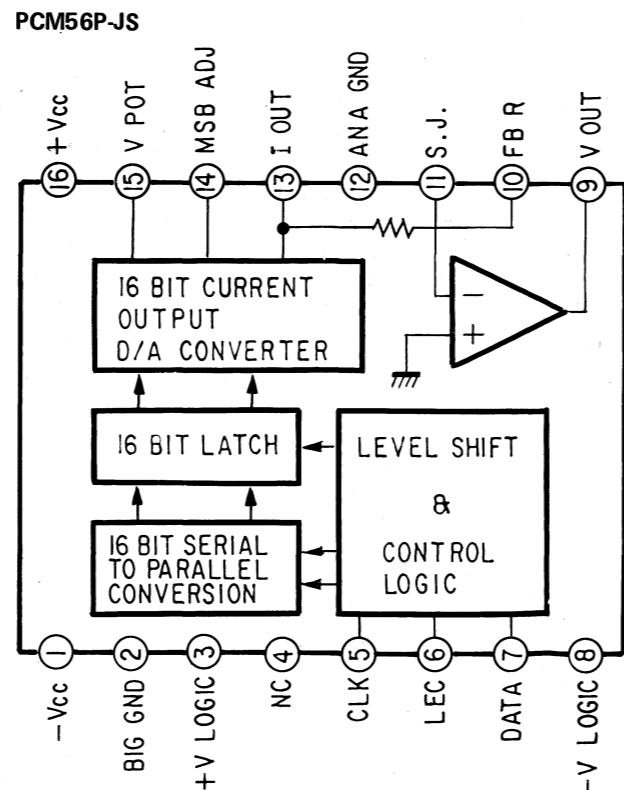 PCM56P-JS
+Vcc
V POT
MSB ADJ
I OUT
ANA GND
S.J.
FB R
V OUT
16
15
14
13
12
11
10
9
16 BIT CURRENT
OUTPUT
D/A CONVERTER
−
+
16 BIT LATCH
LEVEL SHIFT
&
CONTROL
LOGIC
16 BIT SERIAL
TO PARALLEL
CONVERSION
1
2
3
4
5
6
7
8
−Vcc
BIG GND
+V LOGIC
NC
CLK
LEC
DATA
−V LOGIC